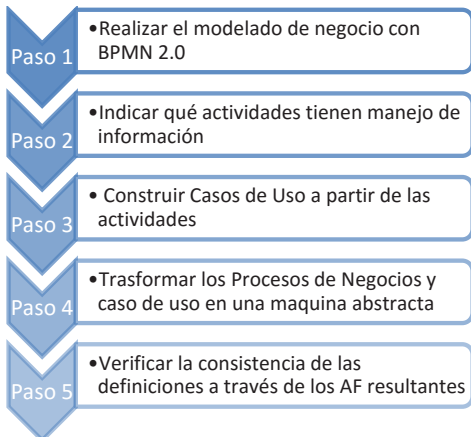 Paso 1
•Realizar el modelado de negocio con
BPMN 2.0
Paso 2
•Indicar qué actividades tienen manejo de
información
Paso 3
• Construir Casos de Uso a partir de las
actividades
Paso 4
•Trasformar los Procesos de Negocios y
caso de uso en una maquina abstracta
Paso 5
•Verificar la consistencia de las
definiciones a través de los AF resultantes